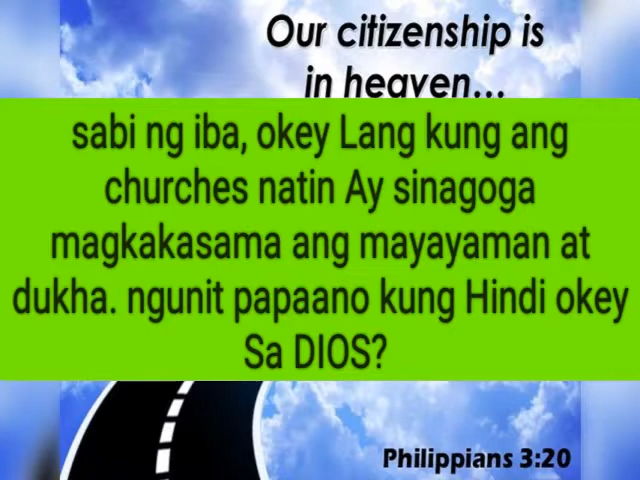 Our citizenship is
in heaven...
sabi ng iba, okey Lang kung ang
churches natin Ay sinagoga
magkakasama ang mayayaman at
dukha. ngunit papaano kung Hindi okey
Sa DIOS?
Philippians 3:20